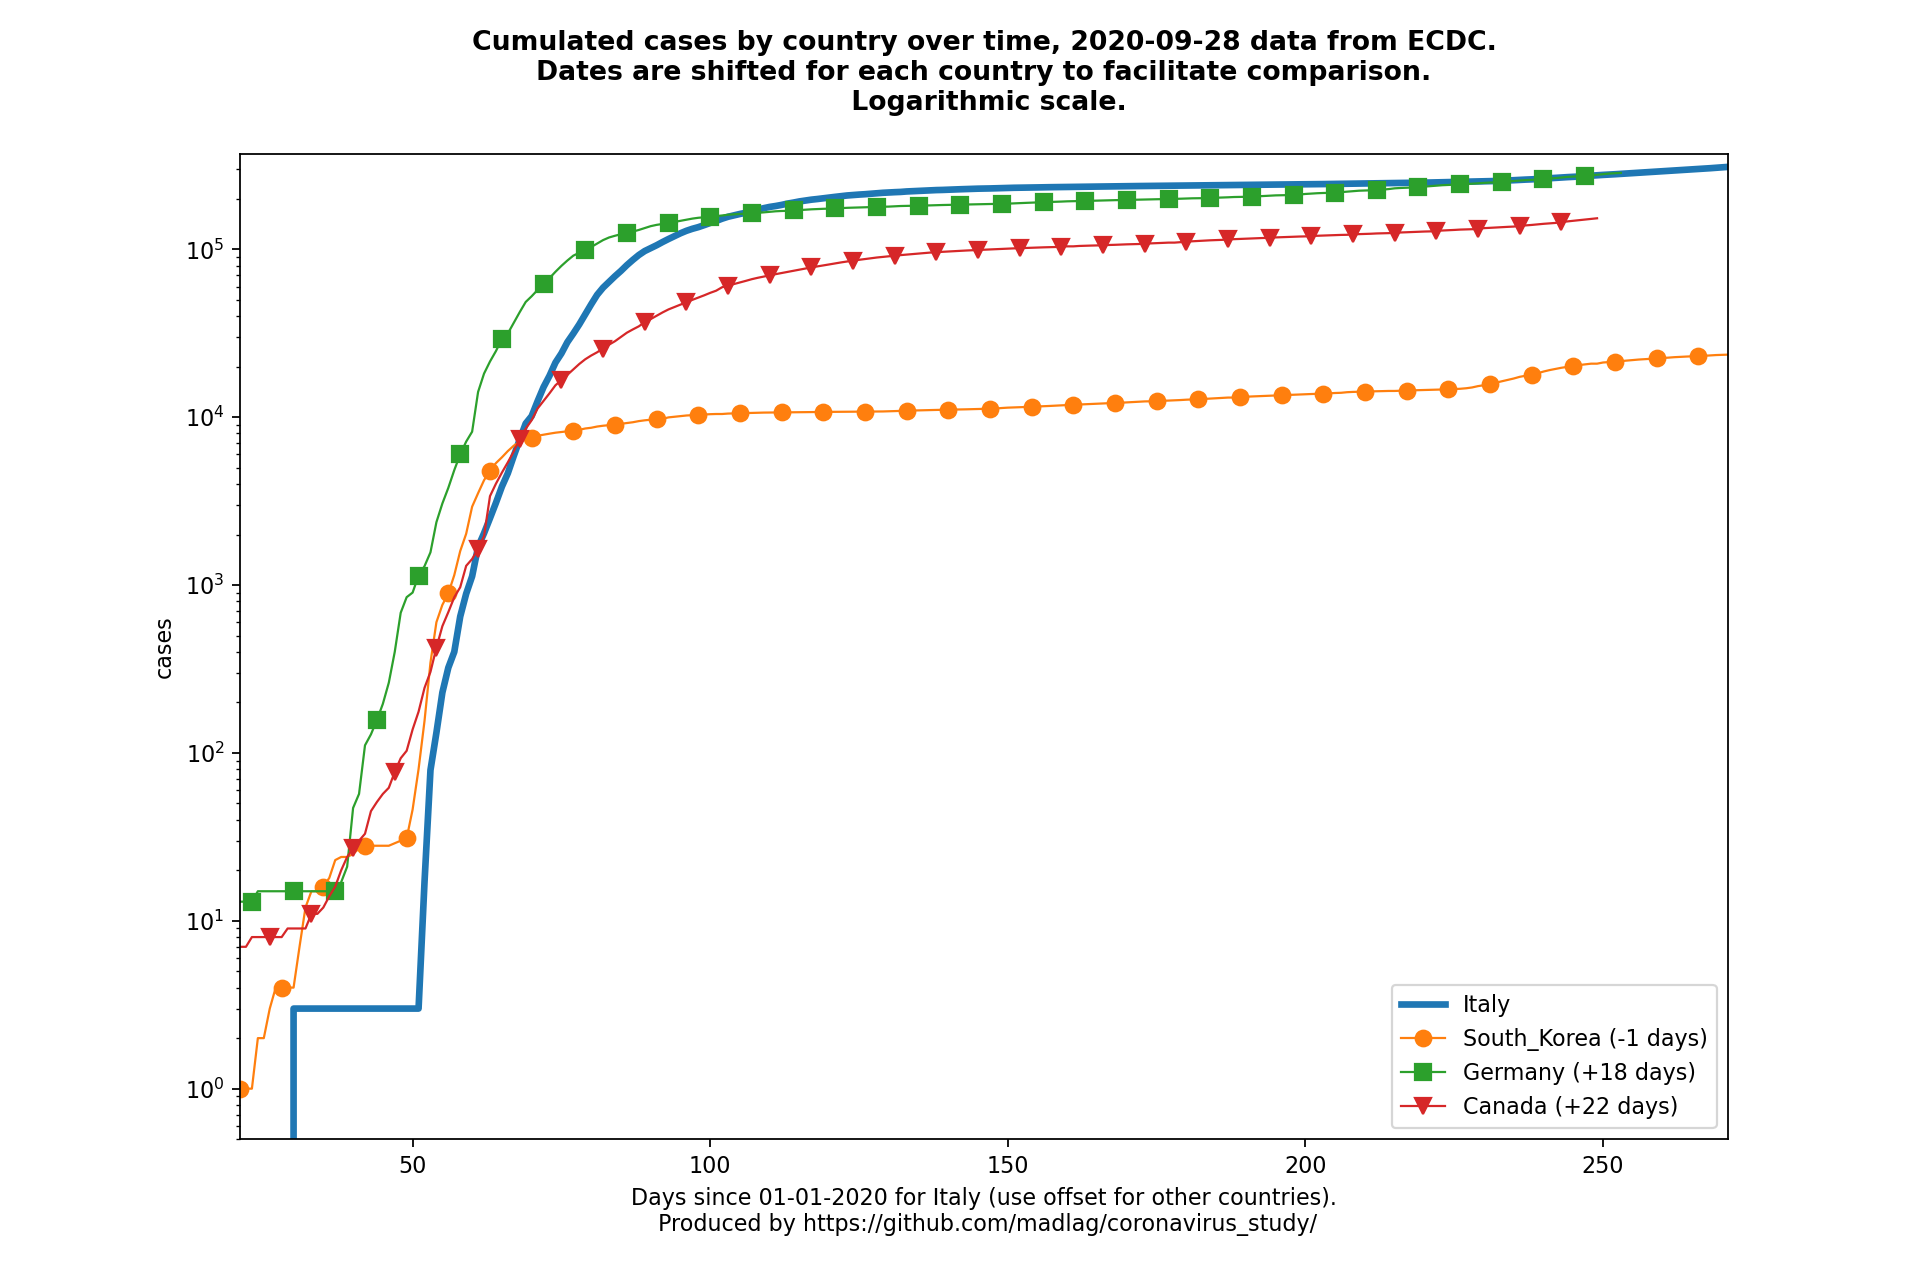 Cumulated cases by country over time, 2020-09-28 data from ECDC.
Dates are shifted for each country to facilitate comparison.
Logarithmic scale.
cases
10^5
10^4
10^3
10^2
10^1
10^0
50 100 150 200 250
Italy
South_Korea (-1 days)
Germany (+18 days)
Canada (+22 days)
Days since 01-01-2020 for Italy (use offset for other countries).
Produced by https://github.com/madlag/coronavirus_study/